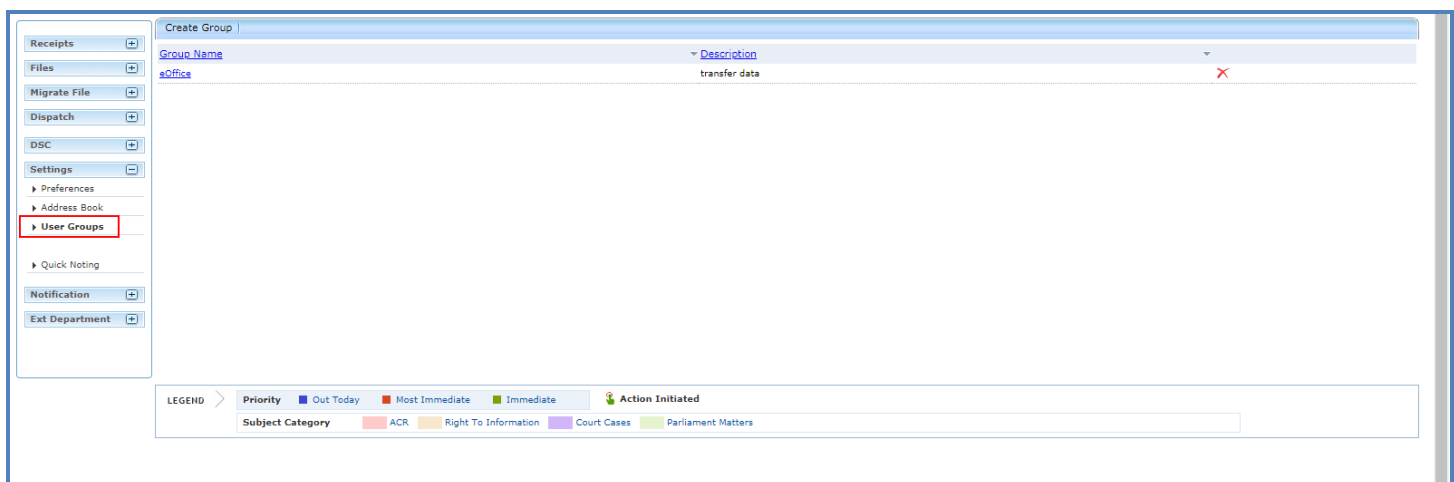 Create Group
Receipts
Files
Migrate File
Dispatch
DSC
Settings
Preferences
Address Book
User Groups
Quick Noting
Notification
Ext Department
Group Name Description
eOffice transfer data
LEGEND Priority Out Today Most Immediate Immediate Action Initiated
Subject Category ACR Right To Information Court Cases Parliament Matters